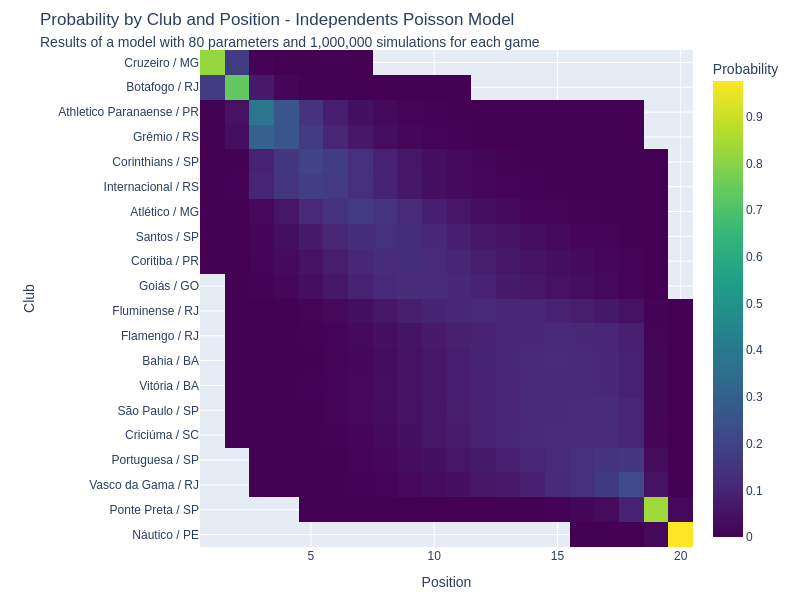 Probability by Club and Position - Independents Poisson Model
Results of a model with 80 parameters and 1,000,000 simulations for each game
Probability
Club
Cruzeiro / MG
Botafogo / RJ
Athletico Paranaense / PR
Grêmio / RS
Corinthians / SP
Internacional / RS
Atlético / MG
Santos / SP
Coritiba / PR
Goiás / GO
Fluminense / RJ
Flamengo / RJ
Bahia / BA
Vitória / BA
São Paulo / SP
Criciúma / SC
Portuguesa / SP
Vasco da Gama / RJ
Ponte Preta / SP
Náutico / PE
0.9
0.8
0.7
0.6
0.5
0.4
0.3
0.2
0.1
0
5 10 15 20
Position